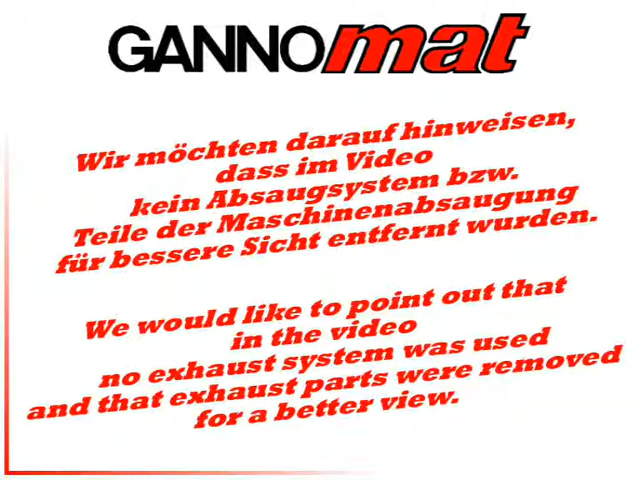 GANNOmat
Wir möchten darauf hinweisen,
dass im Video
kein Absaugsystem bzw.
Teile der Maschinenabsaugung
für bessere Sicht entfernt wurden.
We would like to point out that
in the video
no exhaust system was used
and that exhaust parts were removed
for a better view.